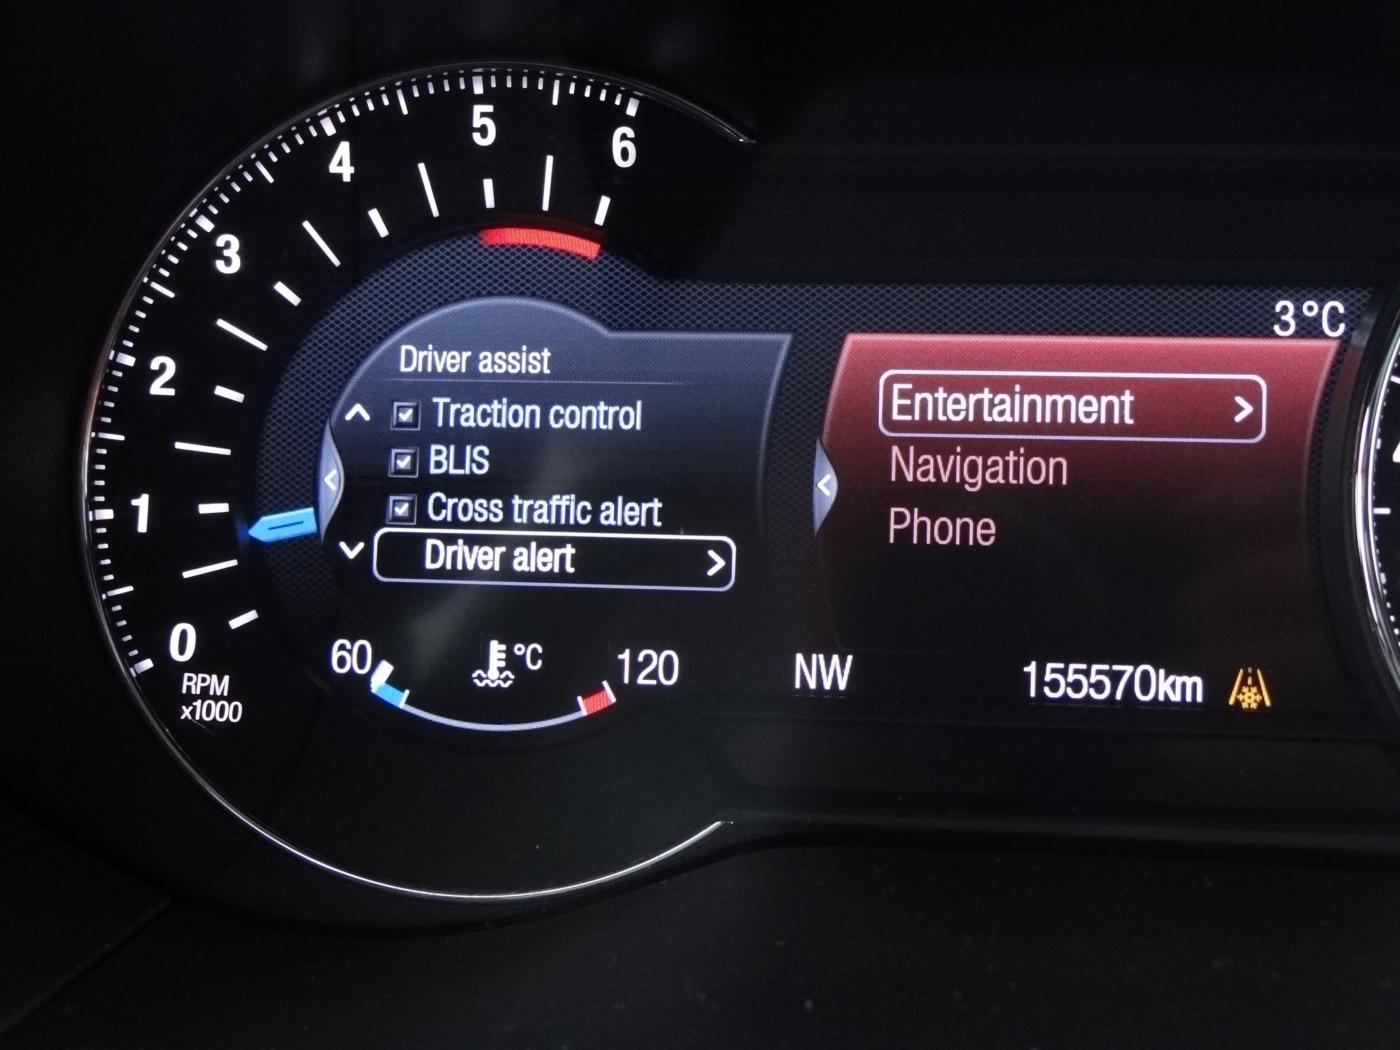 6
5
4
3
2
1
0
RPM
x1000
3°C
Driver assist
Traction control
BLIS
Cross traffic alert
Driver alert
60
°C
120
Entertainment
Navigation
Phone
NW
155570km